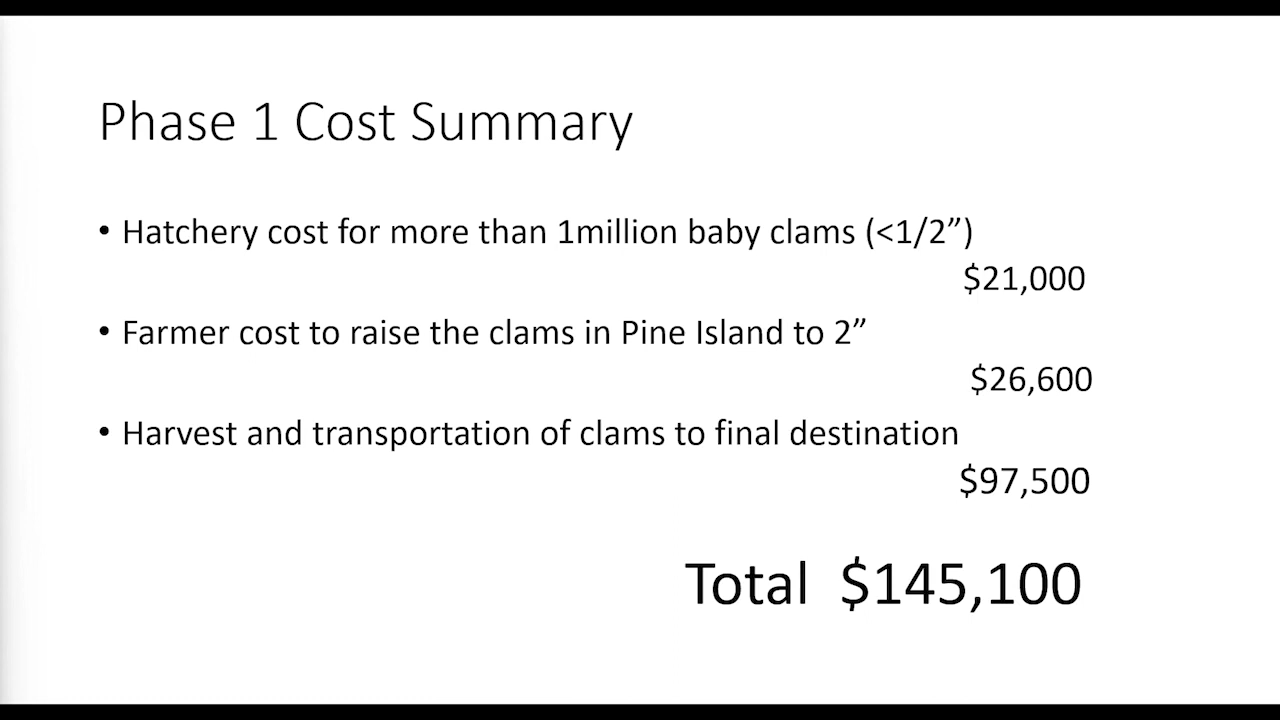 Phase 1 Cost Summary
• Hatchery cost for more than 1million baby clams (<1/2”)
$21,000
• Farmer cost to raise the clams in Pine Island to 2”
$26,600
• Harvest and transportation of clams to final destination
$97,500
Total $145,100